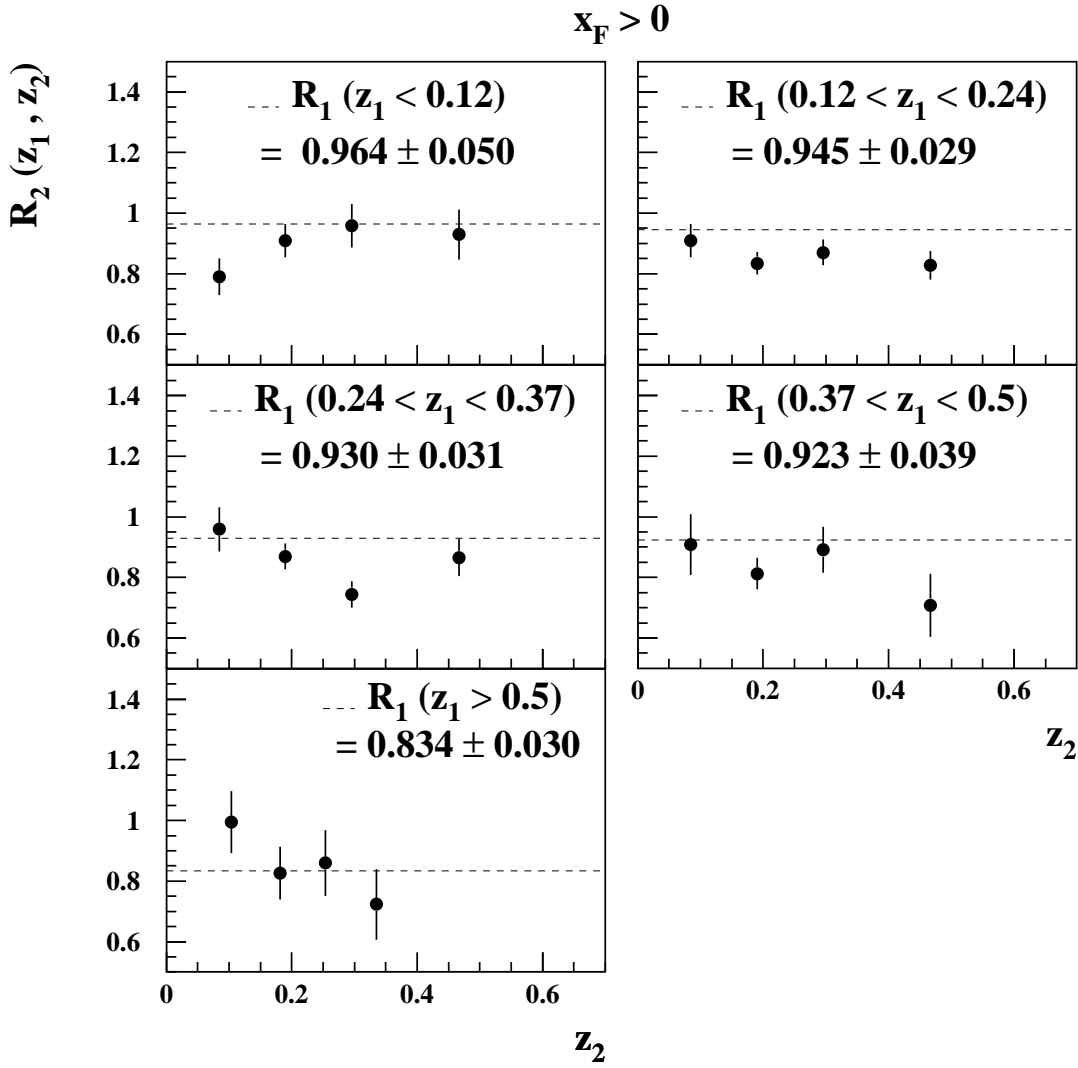 x_F > 0
R_2 (z_1 , z_2)
1.4
1.2
1
0.8
0.6
R_1 (z_1 < 0.12)
= 0.964 ± 0.050
R_1 (0.12 < z_1 < 0.24)
= 0.945 ± 0.029
1.4
1.2
1
0.8
0.6
R_1 (0.24 < z_1 < 0.37)
= 0.930 ± 0.031
R_1 (0.37 < z_1 < 0.5)
= 0.923 ± 0.039
0 0.2 0.4 0.6
z_2
1.4
1.2
1
0.8
0.6
R_1 (z_1 > 0.5)
= 0.834 ± 0.030
0 0.2 0.4 0.6
z_2